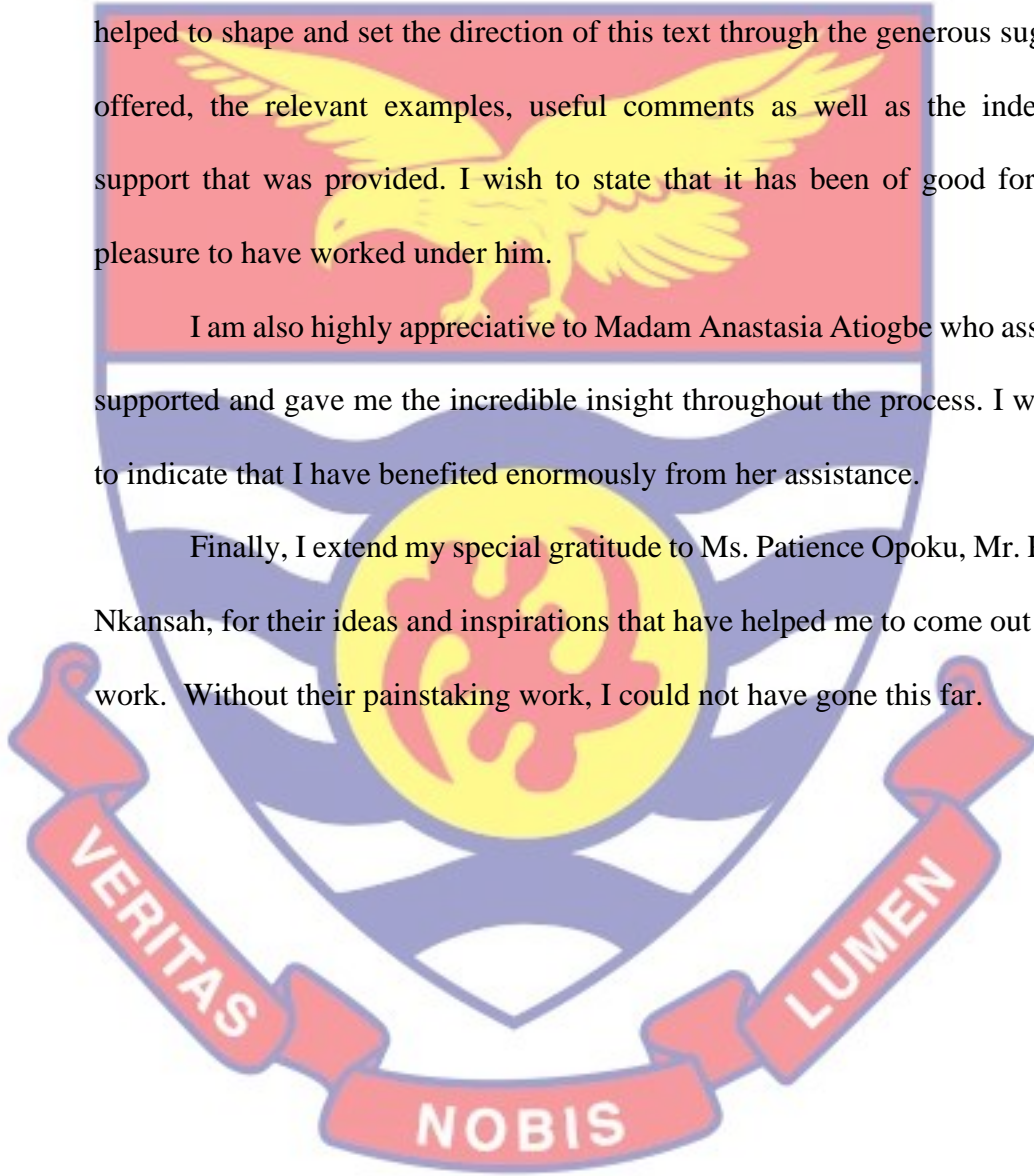 helped to shape and set the direction of this text through the generous
offered, the relevant examples, useful comments as well as the
support that was provided. I wish to state that it has been of good
pleasure to have worked under him.
I am also highly appreciative to Madam Anastasia Atiogbe who
supported and gave me the incredible insight throughout the process. I
to indicate that I have benefited enormously from her assistance.
Finally, I extend my special gratitude to Ms. Patience Opoku, Mr.
Nkansah, for their ideas and inspirations that have helped me to come out
work. Without their painstaking work, I could not have gone this far.
VERITAS
NOBIS
LUMEN